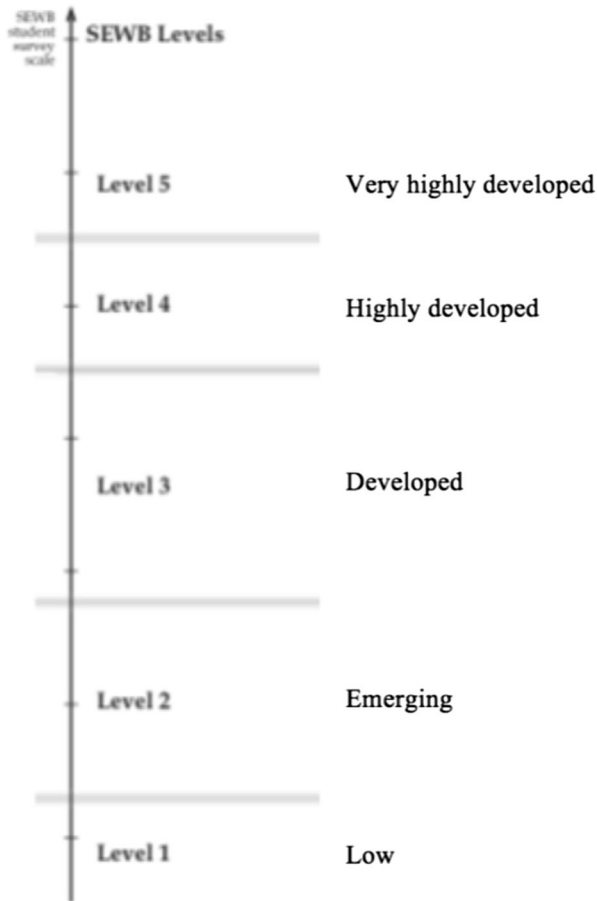 SEWB
student
survey
scale
SEWB Levels
Level 5 Very highly developed
Level 4 Highly developed
Level 3 Developed
Level 2 Emerging
Level 1 Low